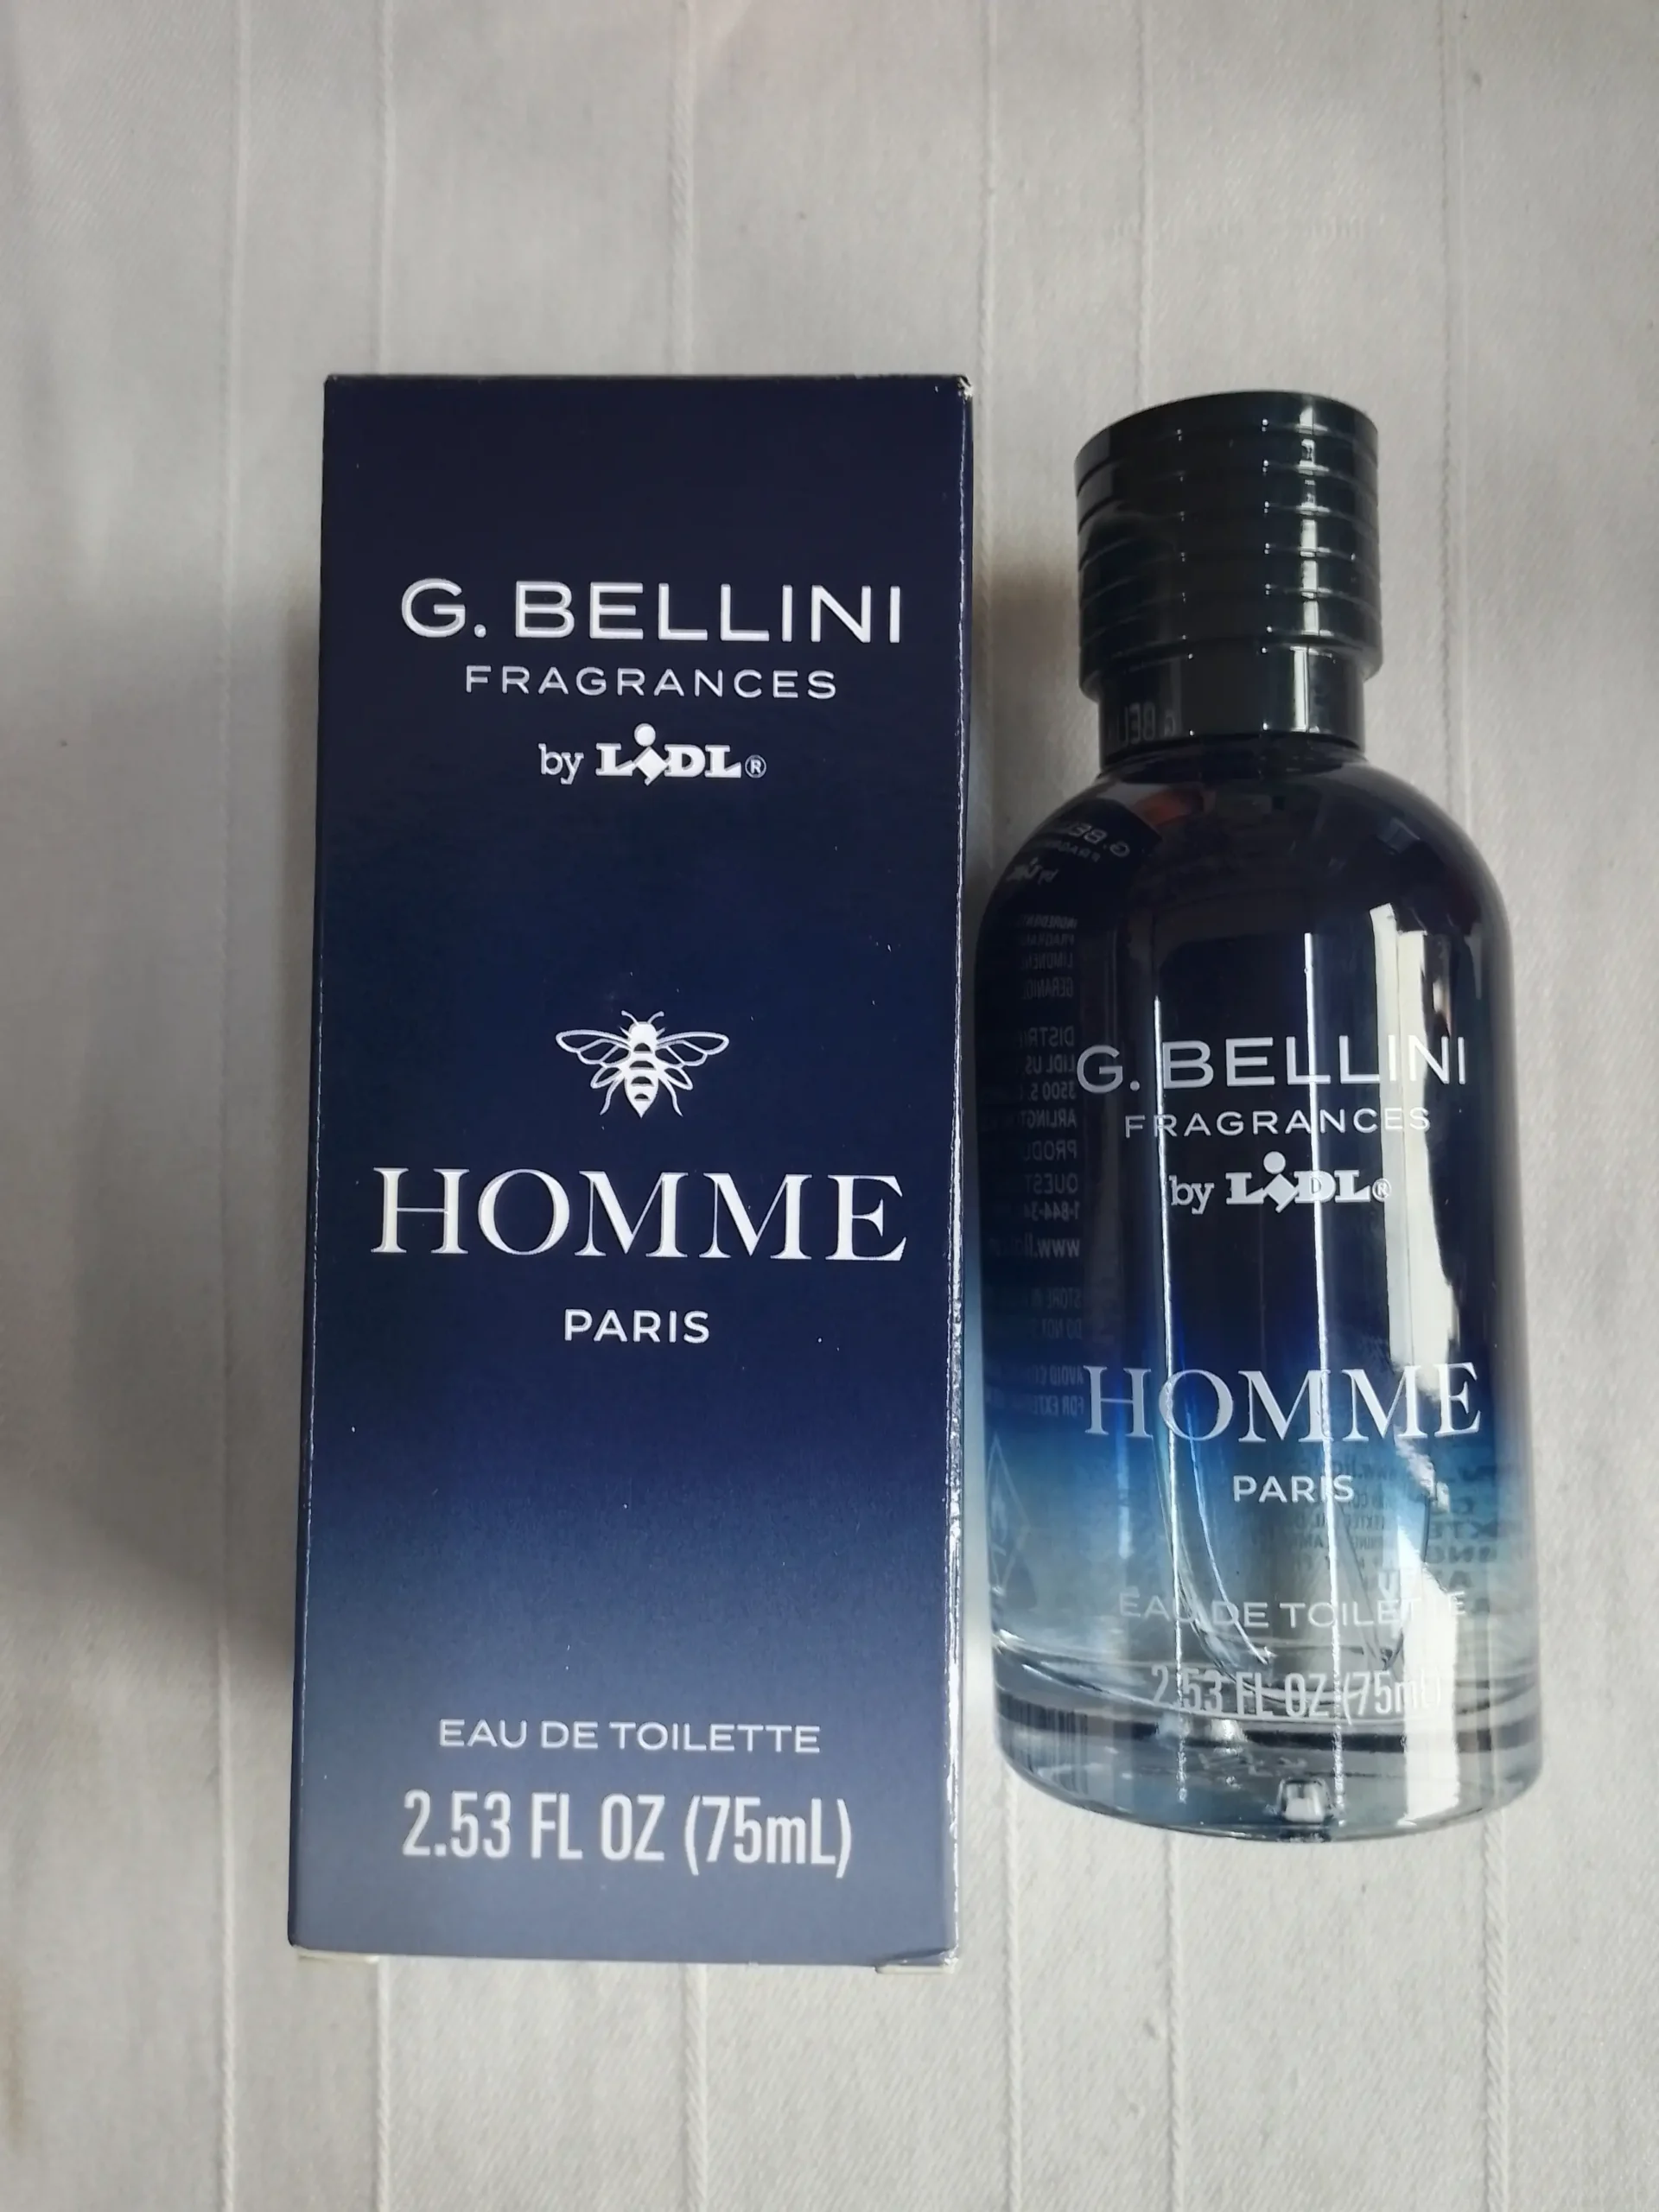 G. BELLINI
FRAGRANCES
by LIDL®
HOMME
PARIS
EAU DE TOILETTE
2.53 FL OZ (75mL)
G. BELLINI
FRAGRANCES
by LIDL®
HOMME
PARIS
EAU DE TOILETTE
2.53 FL OZ (75mL)